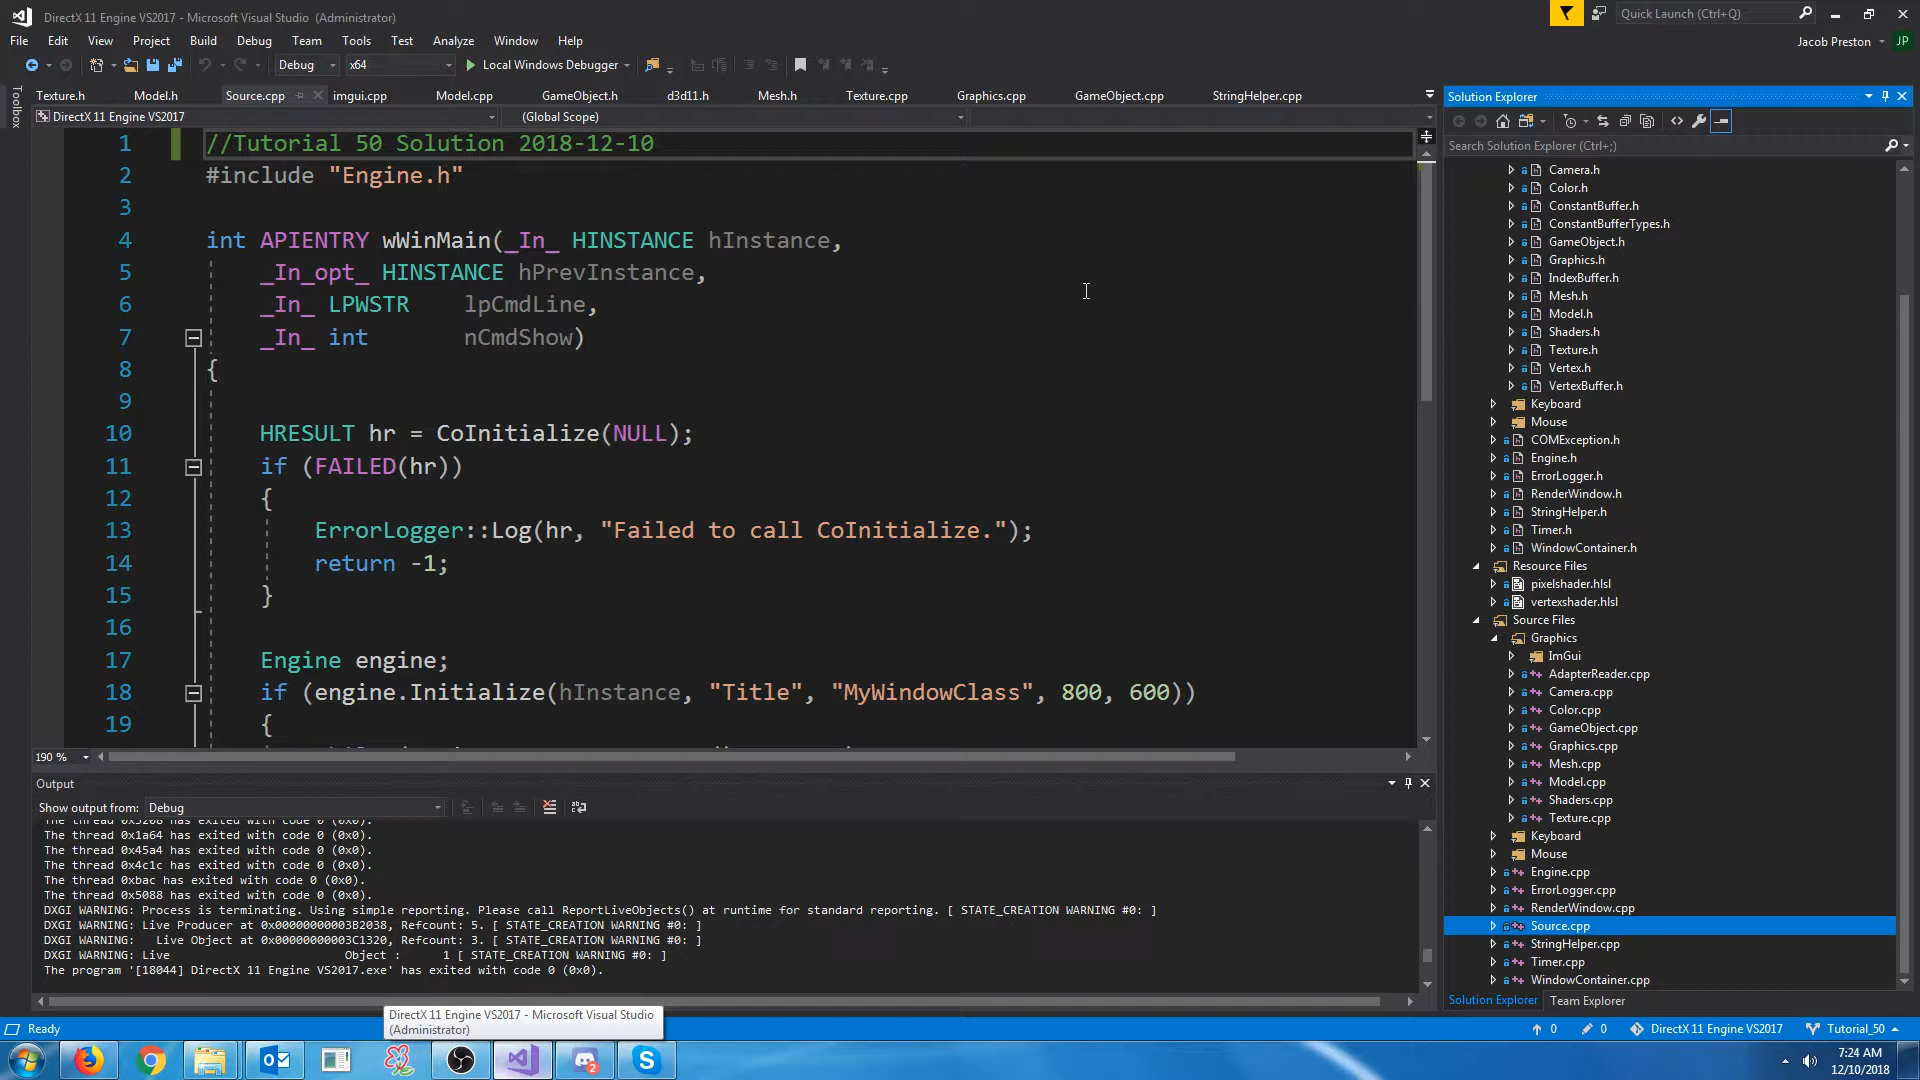 DirectX 11 Engine VS2017 - Microsoft Visual Studio (Administrator)
Quick Launch (Ctrl+Q)
File Edit View Project Build Debug Team Tools Test Analyze Window Help
Jacob Preston JP
Debug x64 Local Windows Debugger
Toolbox
Texture.h Model.h Source.cpp imgui.cpp Model.cpp GameObject.h d3d11.h Mesh.h Texture.cpp Graphics.cpp GameObject.cpp StringHelper.cpp
DirectX 11 Engine VS2017 (Global Scope)
1 //Tutorial 50 Solution 2018-12-10
2 #include "Engine.h"
3
4 int APIENTRY wWinMain(_In_ HINSTANCE hInstance,
5 _In_opt_ HINSTANCE hPrevInstance,
6 _In_ LPWSTR lpCmdLine,
7 _In_ int nCmdShow)
8 {
9
10 HRESULT hr = CoInitialize(NULL);
11 if (FAILED(hr))
12 {
13 ErrorLogger::Log(hr, "Failed to call CoInitialize.");
14 return -1;
15 }
16
17 Engine engine;
18 if (engine.Initialize(hInstance, "Title", "MyWindowClass", 800, 600))
19 {
190 %
Output
Show output from: Debug
The thread 0x5208 has exited with code 0 (0x0).
The thread 0x1a64 has exited with code 0 (0x0).
The thread 0x45a4 has exited with code 0 (0x0).
The thread 0x4c1c has exited with code 0 (0x0).
The thread 0xbac has exited with code 0 (0x0).
The thread 0x5088 has exited with code 0 (0x0).
DXGI WARNING: Process is terminating. Using simple reporting. Please call ReportLiveObjects() at runtime for standard reporting. [ STATE_CREATION WARNING #0: ]
DXGI WARNING: Live Producer at 0x00000000003B2038, Refcount: 5. [ STATE_CREATION WARNING #0: ]
DXGI WARNING: Live Object at 0x00000000003C1320, Refcount: 3. [ STATE_CREATION WARNING #0: ]
DXGI WARNING: Live Object : 1 [ STATE_CREATION WARNING #0: ]
The program '[18044] DirectX 11 Engine VS2017.exe' has exited with code 0 (0x0).
Solution Explorer
Search Solution Explorer (Ctrl+;)
Camera.h
Color.h
ConstantBuffer.h
ConstantBufferTypes.h
GameObject.h
Graphics.h
IndexBuffer.h
Mesh.h
Model.h
Shaders.h
Texture.h
Vertex.h
VertexBuffer.h
Keyboard
Mouse
COMException.h
Engine.h
ErrorLogger.h
RenderWindow.h
StringHelper.h
Timer.h
WindowContainer.h
Resource Files
pixelshader.hlsl
vertexshader.hlsl
Source Files
Graphics
ImGui
AdapterReader.cpp
Camera.cpp
Color.cpp
GameObject.cpp
Graphics.cpp
Mesh.cpp
Model.cpp
Shaders.cpp
Texture.cpp
Keyboard
Mouse
Engine.cpp
ErrorLogger.cpp
RenderWindow.cpp
Source.cpp
StringHelper.cpp
Timer.cpp
WindowContainer.cpp
Solution Explorer Team Explorer
DirectX 11 Engine VS2017 - Microsoft Visual Studio
(Administrator)
Ready 0 0 DirectX 11 Engine VS2017 Tutorial_50
7:24 AM
12/10/2018